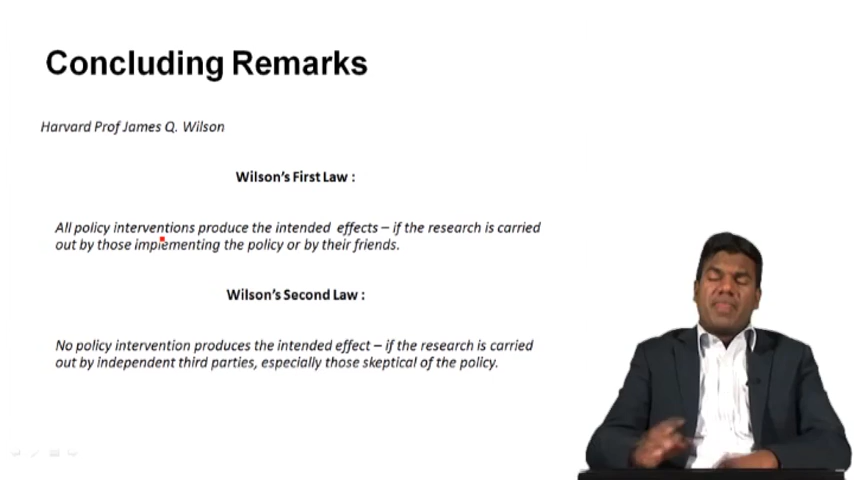 Concluding Remarks
Harvard Prof James Q. Wilson
Wilson's First Law :
All policy interventions produce the intended effects – if the research is carried
out by those implementing the policy or by their friends.
Wilson's Second Law :
No policy intervention produces the intended effect – if the research is carried
out by independent third parties, especially those skeptical of the policy.